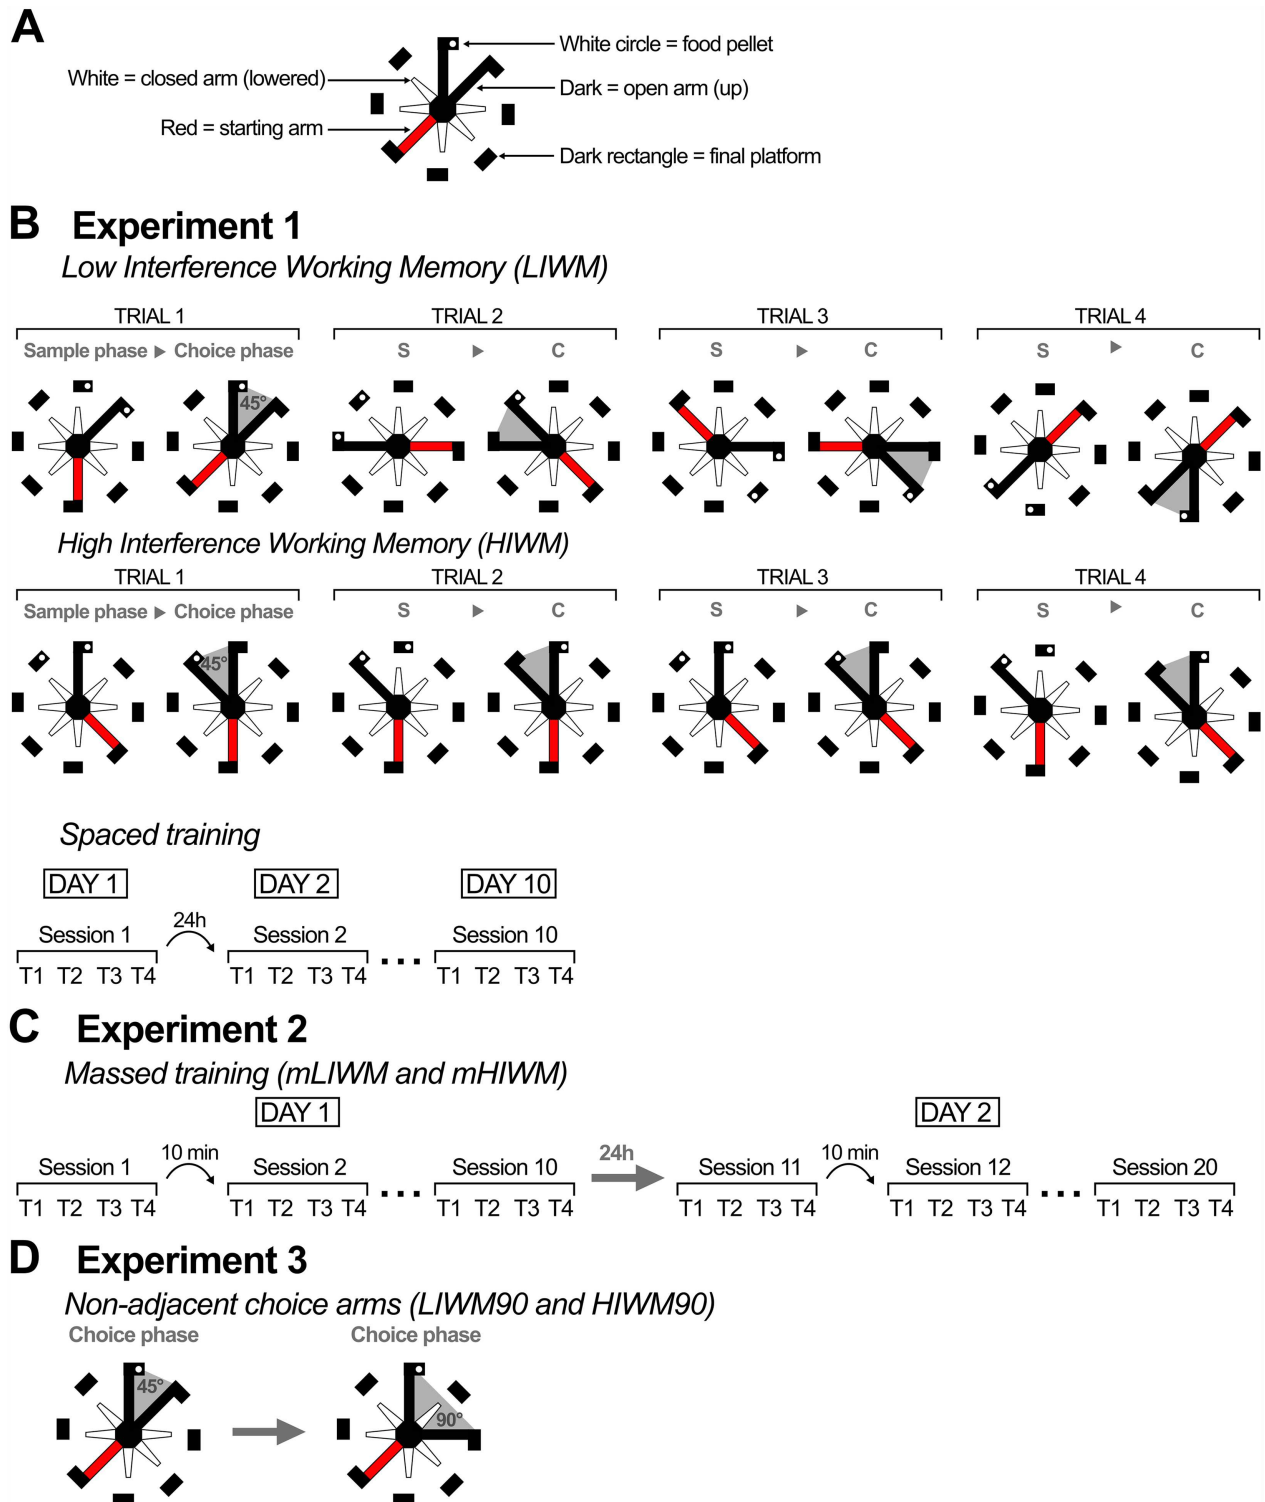 A
White circle = food pellet
White = closed arm (lowered)
Dark = open arm (up)
Red = starting arm
Dark rectangle = final platform
B Experiment 1
Low Interference Working Memory (LIWM)
TRIAL 1 TRIAL 2 TRIAL 3 TRIAL 4
Sample phase Choice phase S C S C S C
45°
High Interference Working Memory (HIWM)
TRIAL 1 TRIAL 2 TRIAL 3 TRIAL 4
Sample phase Choice phase S C S C S C
45°
Spaced training
DAY 1 DAY 2 DAY 10
24h
Session 1 Session 2 Session 10
T1 T2 T3 T4 T1 T2 T3 T4 ... T1 T2 T3 T4
C Experiment 2
Massed training (mLIWM and mHIWM)
DAY 1 DAY 2
10 min 24h 10 min
Session 1 Session 2 Session 10 Session 11 Session 12 Session 20
T1 T2 T3 T4 T1 T2 T3 T4 ... T1 T2 T3 T4 T1 T2 T3 T4 T1 T2 T3 T4 ... T1 T2 T3 T4
D Experiment 3
Non-adjacent choice arms (LIWM90 and HIWM90)
Choice phase Choice phase
45°
90°